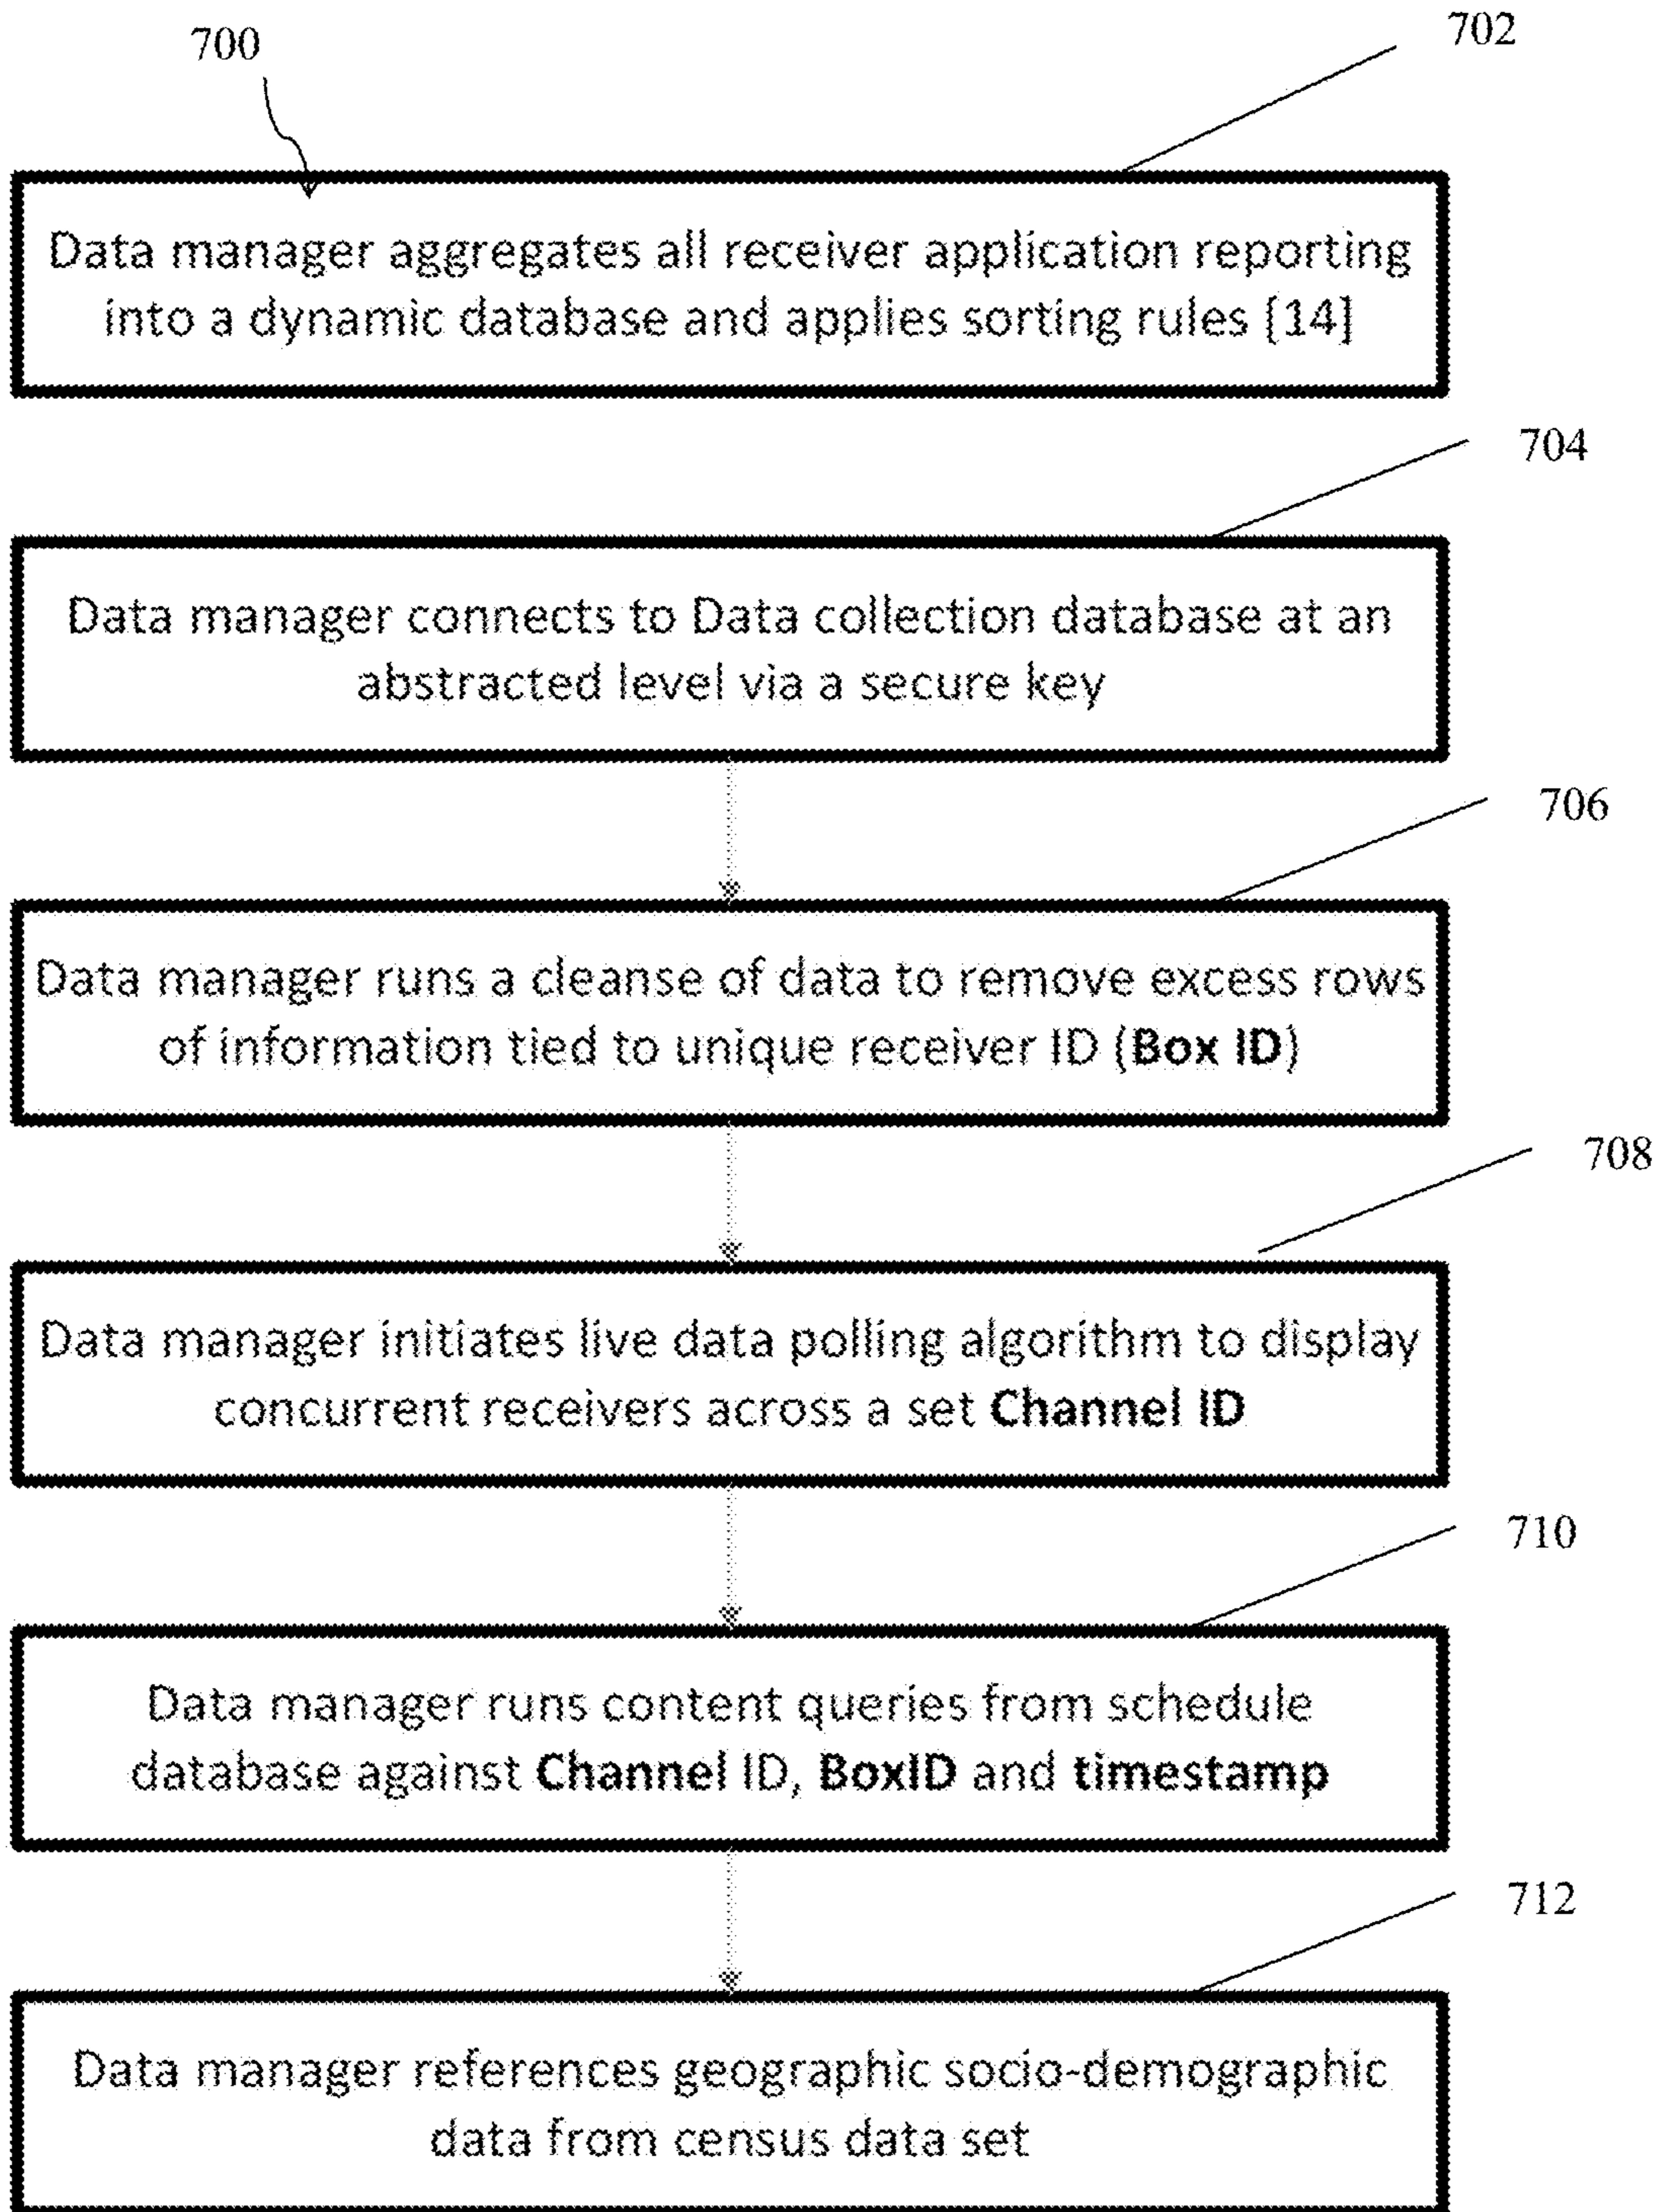 700
702
Data manager aggregates all receiver application reporting
into a dynamic database and applies sorting rules [14]
704
Data manager connects to Data collection database at an
abstracted level via a secure key
706
Data manager runs a cleanse of data to remove excess rows
of information tied to unique receiver ID (Box ID)
708
Data manager initiates live data polling algorithm to display
concurrent receivers across a set Channel ID
710
Data manager runs content queries from schedule
database against Channel ID, BoxID and timestamp
712
Data manager references geographic socio-demographic
data from census data set